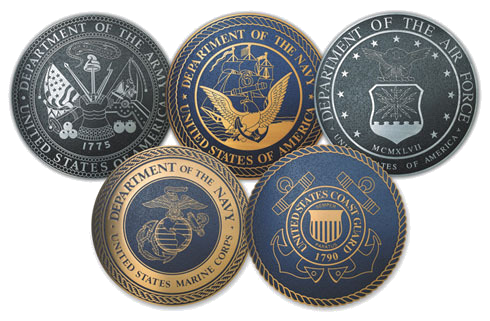 DEPARTMENT OF THE ARMY
1775
UNITED STATES OF AMERICA
DEPARTMENT OF THE NAVY
UNITED STATES OF AMERICA
DEPARTMENT OF THE AIR FORCE
MCMXLVII
UNITED STATES OF AMERICA
DEPARTMENT OF THE NAVY
UNITED STATES MARINE CORPS
UNITED STATES COAST GUARD
SEMPER
PARATUS
1790